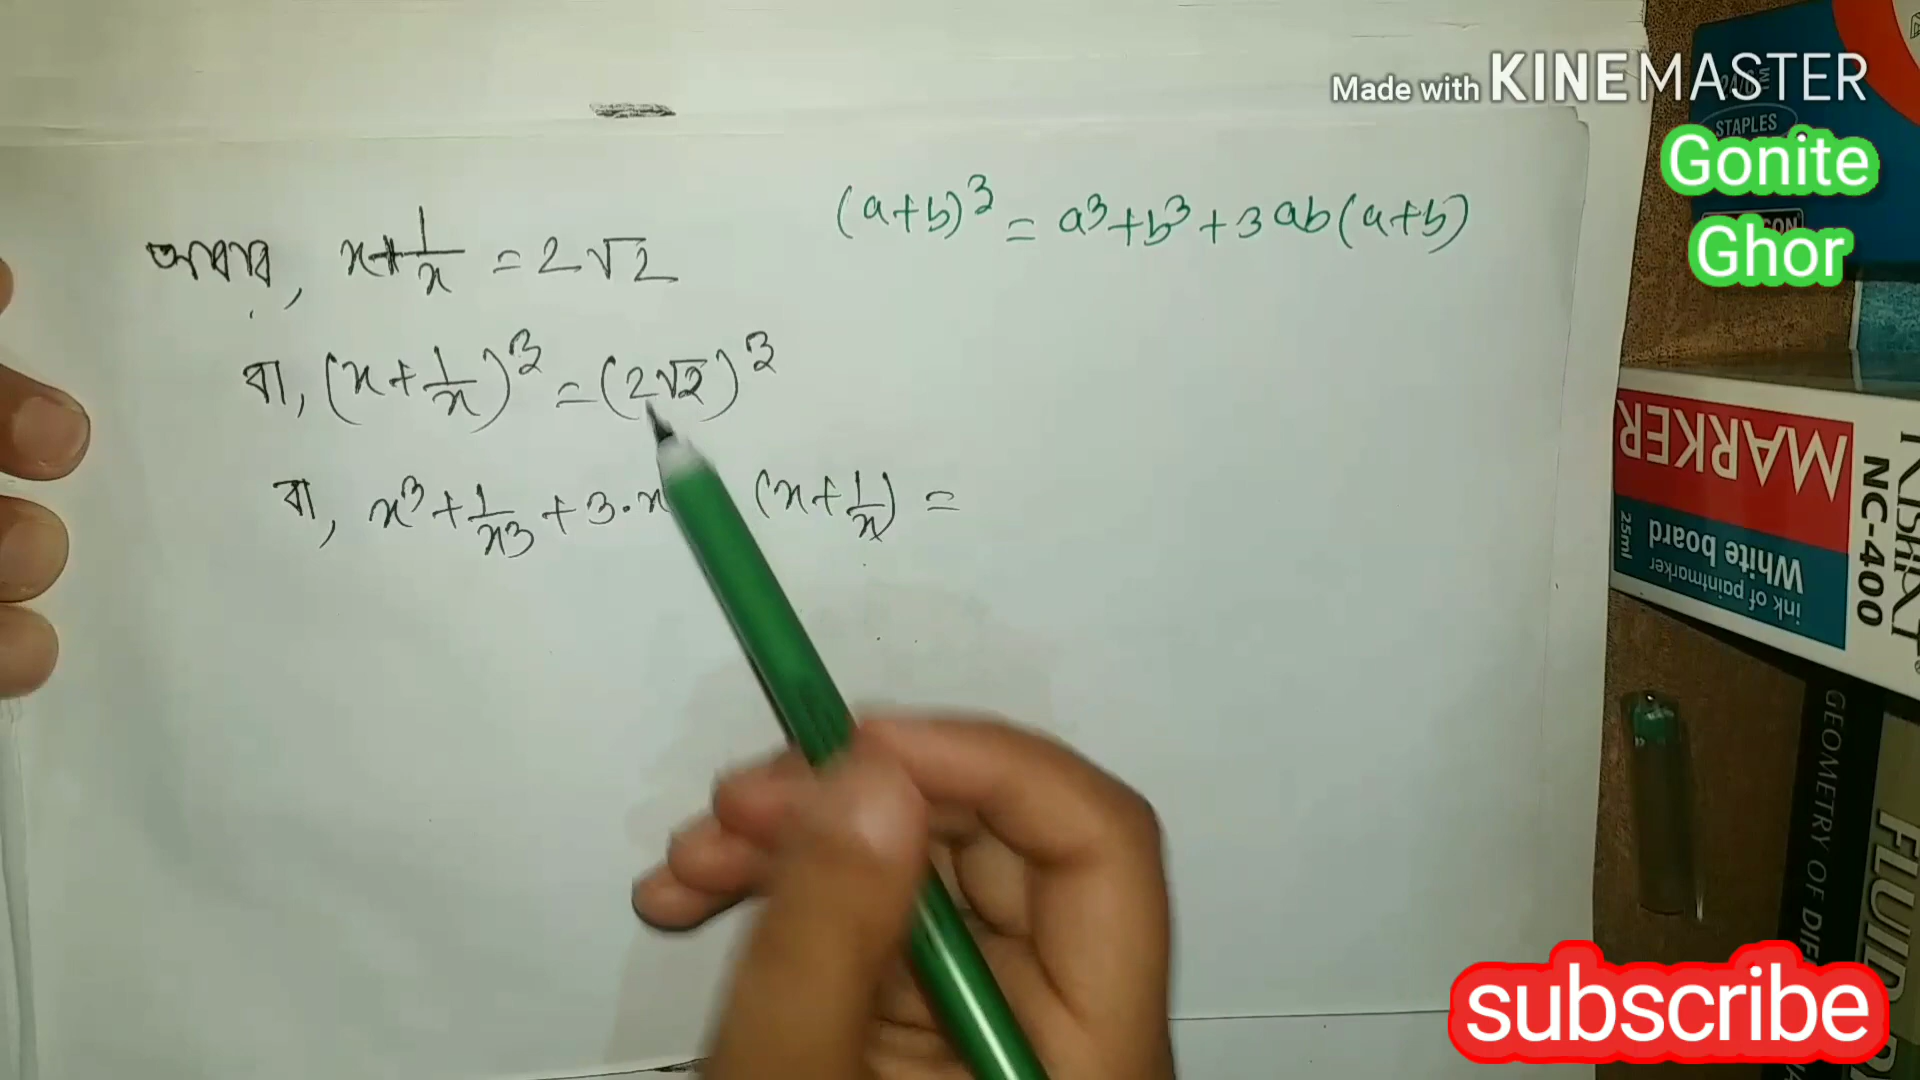 Made with KINEMASTER
Gonite
Ghor
STAPLES
(a+b)³ = a³+b³+3ab(a+b)
আবার, x+1/x = 2√2
বা, (x+1/x)³ = (2√2)³
বা, x³+1/x³+3·x (x+1/x) =
MARKER
White board
ink of paintmarker
25ml
NC-400
GEOMETRY OF
FLUID
subscribe